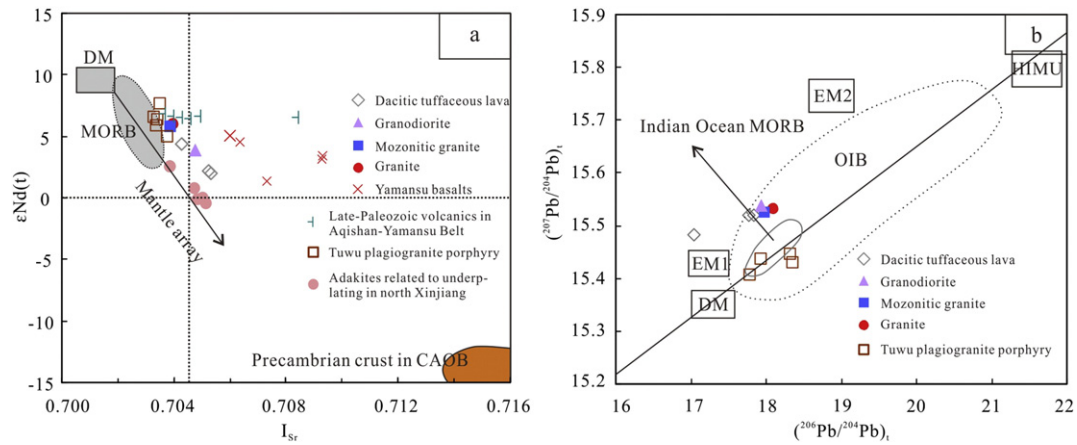 a
15
10
5
0
-5
-10
-15
0.700
0.704
0.708
0.712
0.716
εNd(t)
I_Sr
DM
MORB
Mantle array
Precambrian crust in CAOB
Dacitic tuffaceous lava
Granodiorite
Mozonitic granite
Granite
Yamansu basalts
Late-Paleozoic volcanics in
Aqishan-Yamansu Belt
Tuwu plagiogranite porphyry
Adakites related to underp-
lating in north Xinjiang
b
15.9
15.8
15.7
15.6
15.5
15.4
15.3
15.2
16
17
18
19
20
21
22
(²⁰⁷Pb/²⁰⁴Pb)t
(²⁰⁶Pb/²⁰⁴Pb)t
HIMU
EM2
Indian Ocean MORB
OIB
EM1
DM
Dacitic tuffaceous lava
Granodiorite
Mozonitic granite
Granite
Tuwu plagiogranite porphyry